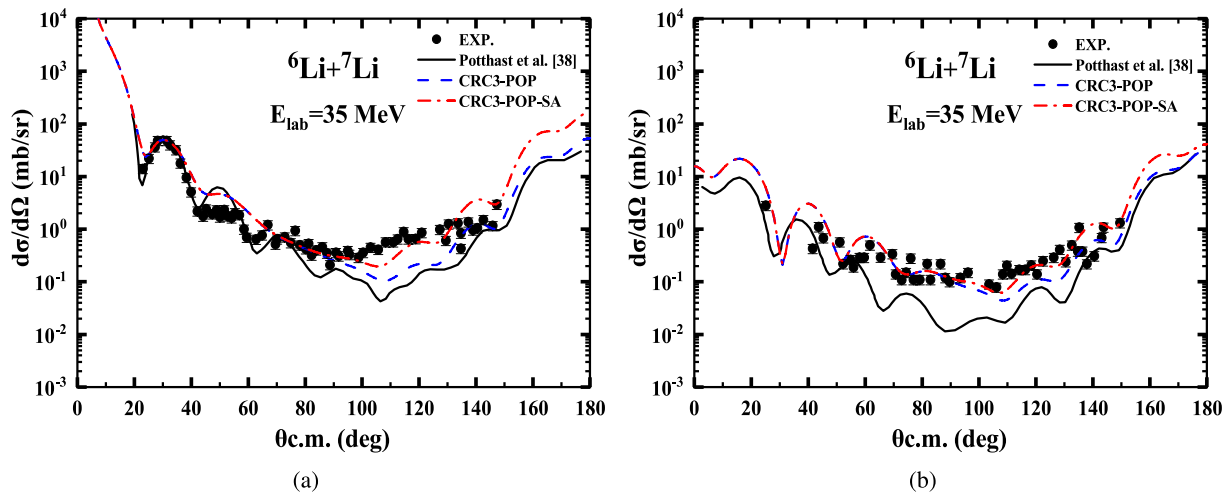 10⁴
10³
10²
10¹
10⁰
10⁻¹
10⁻²
10⁻³
dσ/dΩ (mb/sr)
EXP.
Potthast et al. [38]
CRC3-POP
CRC3-POP-SA
⁶Li+⁷Li
E_lab=35 MeV
0 20 40 60 80 100 120 140 160 180
θc.m. (deg)
(a)
10⁴
10³
10²
10¹
10⁰
10⁻¹
10⁻²
10⁻³
dσ/dΩ (mb/sr)
EXP.
Potthast et al. [38]
CRC3-POP
CRC3-POP-SA
⁶Li+⁷Li
E_lab=35 MeV
0 20 40 60 80 100 120 140 160 180
θc.m. (deg)
(b)